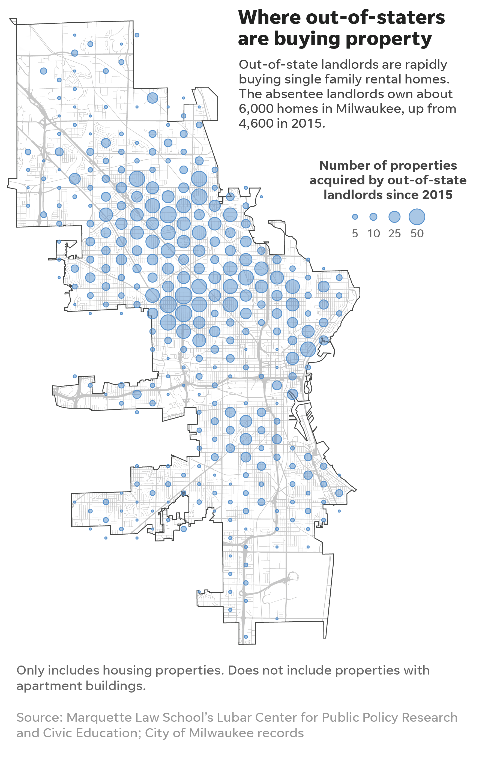 Where out-of-staters
are buying property
Out-of-state landlords are rapidly
buying single family rental homes.
The absentee landlords own about
6,000 homes in Milwaukee, up from
4,600 in 2015.
Number of properties
acquired by out-of-state
landlords since 2015
5 10 25 50
Only includes housing properties. Does not include properties with
apartment buildings.
Source: Marquette Law School's Lubar Center for Public Policy Research
and Civic Education; City of Milwaukee records